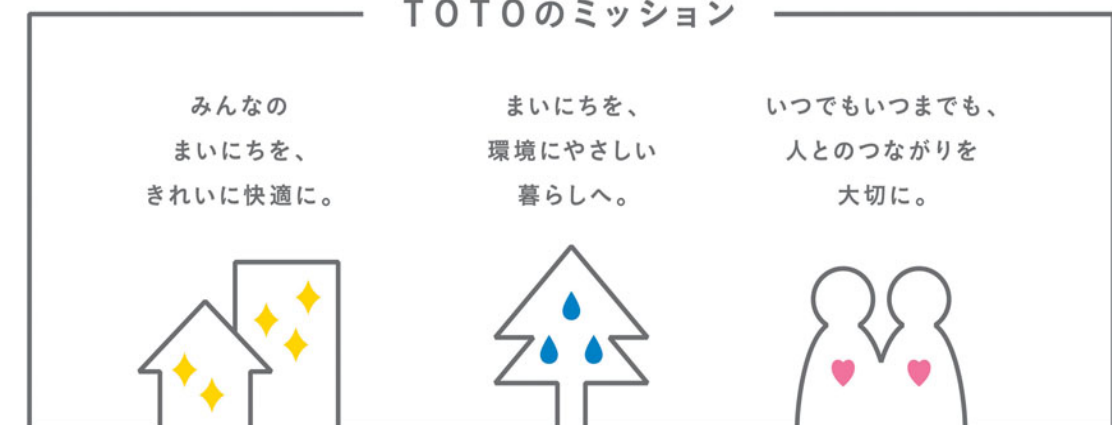 TOTOのミッション
みんなの
まいにちを、
きれいに快適に。
まいにちを、
環境にやさしい
暮らしへ。
いつでもいつまでも、
人とのつながりを
大切に。